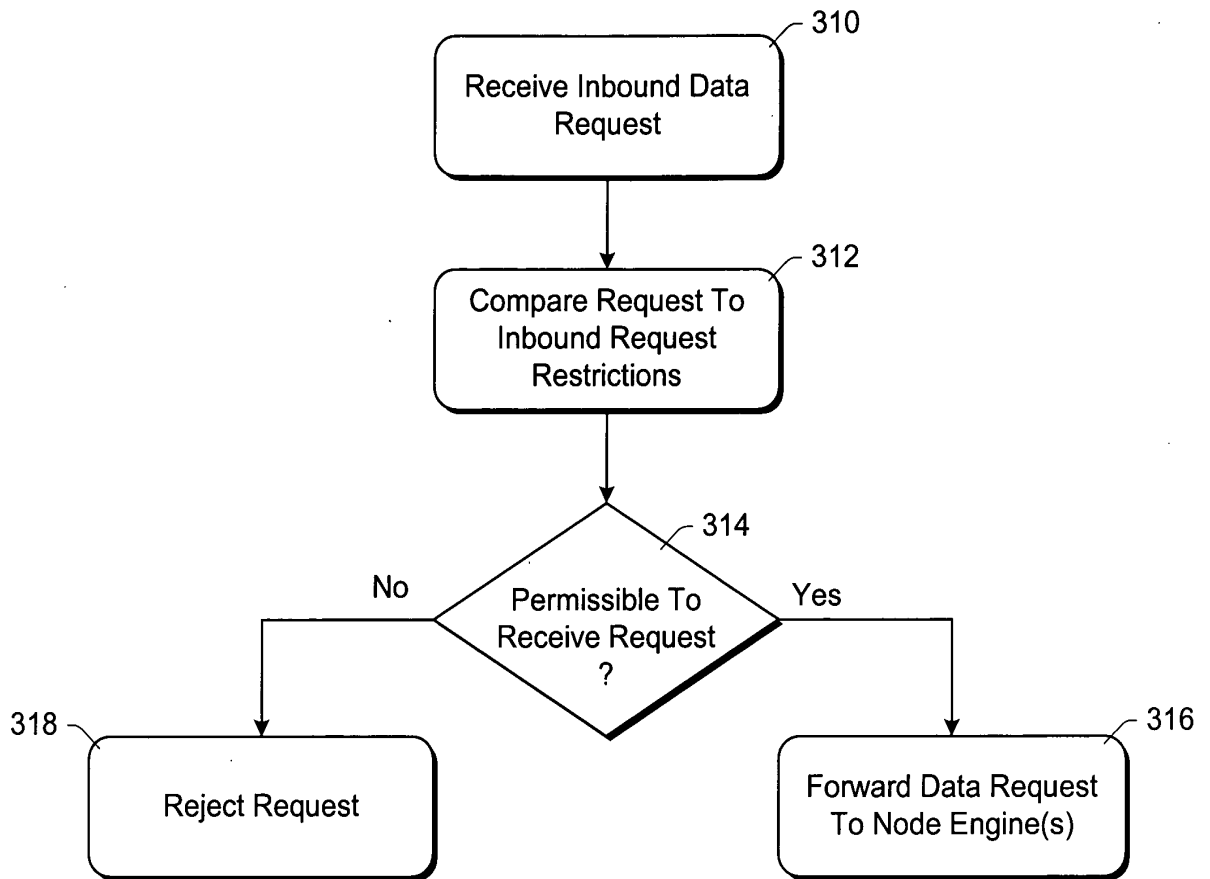 310
Receive Inbound Data
Request
312
Compare Request To
Inbound Request
Restrictions
314
No
Permissible To
Receive Request
?
Yes
318
Reject Request
316
Forward Data Request
To Node Engine(s)